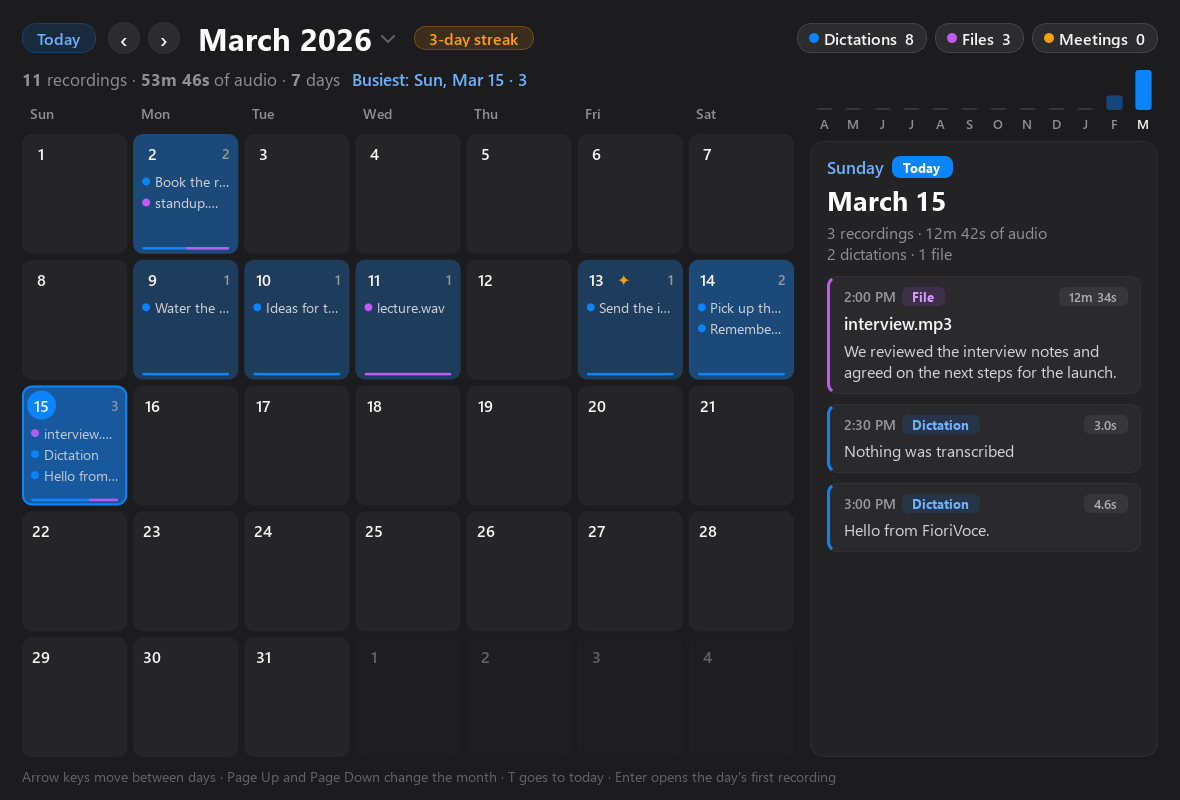 Today ‹ › March 2026 3-day streak Dictations 8 Files 3 Meetings 0
11 recordings · 53m 46s of audio · 7 days Busiest: Sun, Mar 15 · 3
Sun Mon Tue Wed Thu Fri Sat
1 2 2 3 4 5 6 7
Book the r...
standup....
8 9 1 10 1 11 1 12 13 ✦ 1 14 2
Water the ... Ideas for t... lecture.wav Send the i... Pick up th...
Remembe...
15 3 16 17 18 19 20 21
interview....
Dictation
Hello from...
22 23 24 25 26 27 28
29 30 31 1 2 3 4
A M J J A S O N D J F M
Sunday Today
March 15
3 recordings · 12m 42s of audio
2 dictations · 1 file
2:00 PM File 12m 34s
interview.mp3
We reviewed the interview notes and
agreed on the next steps for the launch.
2:30 PM Dictation 3.0s
Nothing was transcribed
3:00 PM Dictation 4.6s
Hello from FioriVoce.
Arrow keys move between days · Page Up and Page Down change the month · T goes to today · Enter opens the day's first recording